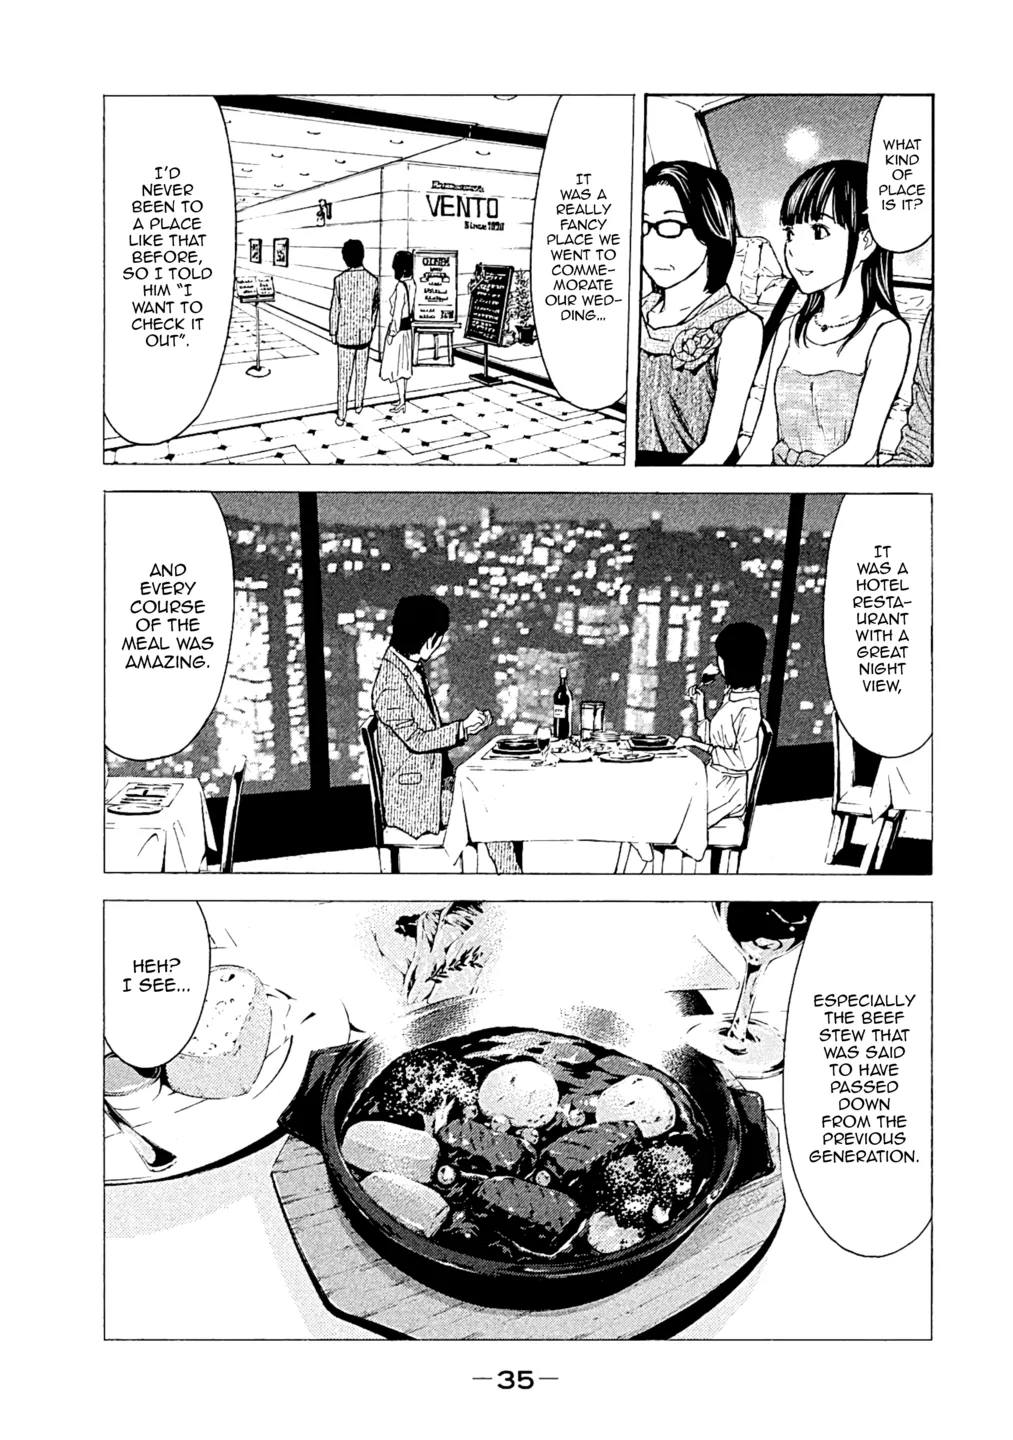 WHAT
KIND
OF
PLACE
IS IT?
IT
WAS A
REALLY
FANCY
PLACE WE
WENT TO
COMME-
MORATE
OUR WED-
DING...
VENTO
I'D
NEVER
BEEN TO
A PLACE
LIKE THAT
BEFORE,
SO I TOLD
HIM "I
WANT TO
CHECK IT
OUT".
IT
WAS A
HOTEL
RESTA-
URANT
WITH A
GREAT
NIGHT
VIEW,
AND
EVERY
COURSE
OF THE
MEAL WAS
AMAZING.
ESPECIALLY
THE BEEF
STEW THAT
WAS SAID
TO HAVE
PASSED
DOWN
FROM THE
PREVIOUS
GENERATION.
HEH?
I SEE...
－35－